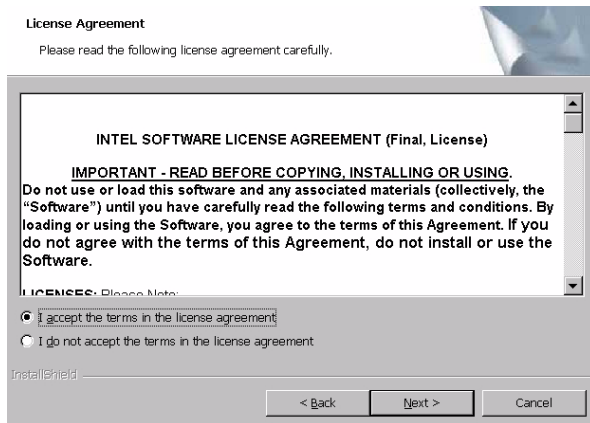 License Agreement
Please read the following license agreement carefully.
INTEL SOFTWARE LICENSE AGREEMENT (Final, License)
IMPORTANT - READ BEFORE COPYING, INSTALLING OR USING.
Do not use or load this software and any associated materials (collectively, the
“Software”) until you have carefully read the following terms and conditions. By
loading or using the Software, you agree to the terms of this Agreement. If you
do not agree with the terms of this Agreement, do not install or use the
Software.
LICENSES: Please Note:
I accept the terms in the license agreement
I do not accept the terms in the license agreement
InstallShield
< Back
Next >
Cancel